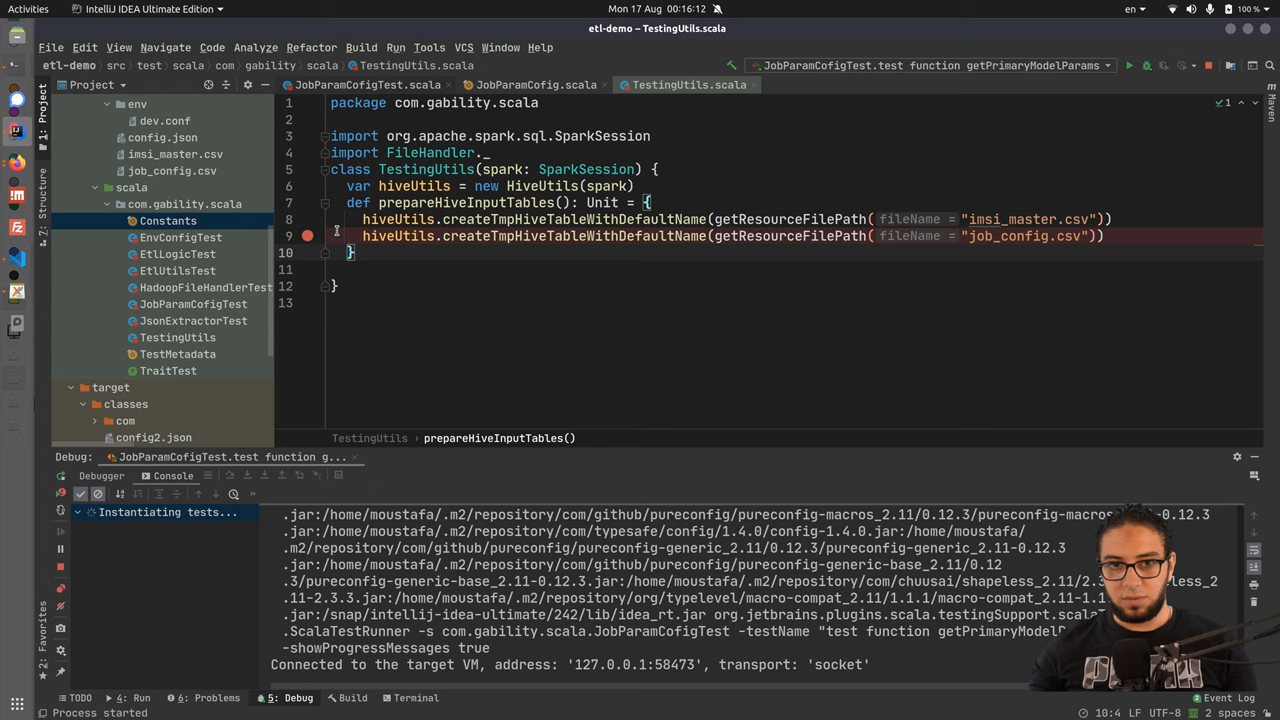 Activities
IntelliJ IDEA Ultimate Edition
Mon 17 Aug 00:16:12
en
100 %
etl-demo – TestingUtils.scala
File Edit View Navigate Code Analyze Refactor Build Run Tools VCS Window Help
etl-demo › src › test › scala › com › gability › scala › TestingUtils.scala
JobParamCofigTest.test function getPrimaryModelParams
1: Project
Project
JobParamCofigTest.scala
JobParamConfig.scala
TestingUtils.scala
Maven
env
dev.conf
config.json
imsi_master.csv
job_config.csv
scala
com.gability.scala
Constants
EnvConfigTest
EtlLogicTest
EtlUtilsTest
HadoopFileHandlerTest
JobParamCofigTest
JsonExtractorTest
TestingUtils
TestMetadata
TraitTest
target
classes
com
config2.json
7: Structure
1 package com.gability.scala
2
3 import org.apache.spark.sql.SparkSession
4 import FileHandler._
5 class TestingUtils(spark: SparkSession) {
6 var hiveUtils = new HiveUtils(spark)
7 def prepareHiveInputTables(): Unit = {
8 hiveUtils.createTmpHiveTableWithDefaultName(getResourceFilePath( fileName = "imsi_master.csv"))
9 hiveUtils.createTmpHiveTableWithDefaultName(getResourceFilePath( fileName = "job_config.csv"))
10 }
11
12 }
13
1
TestingUtils › prepareHiveInputTables()
Debug: JobParamCofigTest.test function g...
Debugger Console
Instantiating tests...
.jar:/home/moustafa/.m2/repository/com/github/pureconfig/pureconfig-macros_2.11/0.12.3/pureconfig-macros_2.11-0.12.3
.jar:/home/moustafa/.m2/repository/com/typesafe/config/1.4.0/config-1.4.0.jar:/home/moustafa/
.m2/repository/com/github/pureconfig/pureconfig-generic_2.11/0.12.3/pureconfig-generic_2.11-0.12.3
.jar:/home/moustafa/.m2/repository/com/github/pureconfig/pureconfig-generic-base_2.11/0.12
.3/pureconfig-generic-base_2.11-0.12.3.jar:/home/moustafa/.m2/repository/com/chuusai/shapeless_2.11/2.3
.jar:/home/moustafa/.m2/repository/org/typelevel/macro-compat_2.11/1.1.1/macro-compat_2.11-1.1.1
.jar:/snap/intellij-idea-ultimate/242/lib/idea_rt.jar org.jetbrains.plugins.scala.testingSupport.scala
.ScalaTestRunner -s com.gability.scala.JobParamCofigTest -testName "test function getPrimaryModel
-showProgressMessages true
Connected to the target VM, address: '127.0.0.1:58473', transport: 'socket'
2: Favorites
TODO
4: Run
6: Problems
5: Debug
Build
Terminal
Event Log
Process started
10:4 LF UTF-8 2 spaces